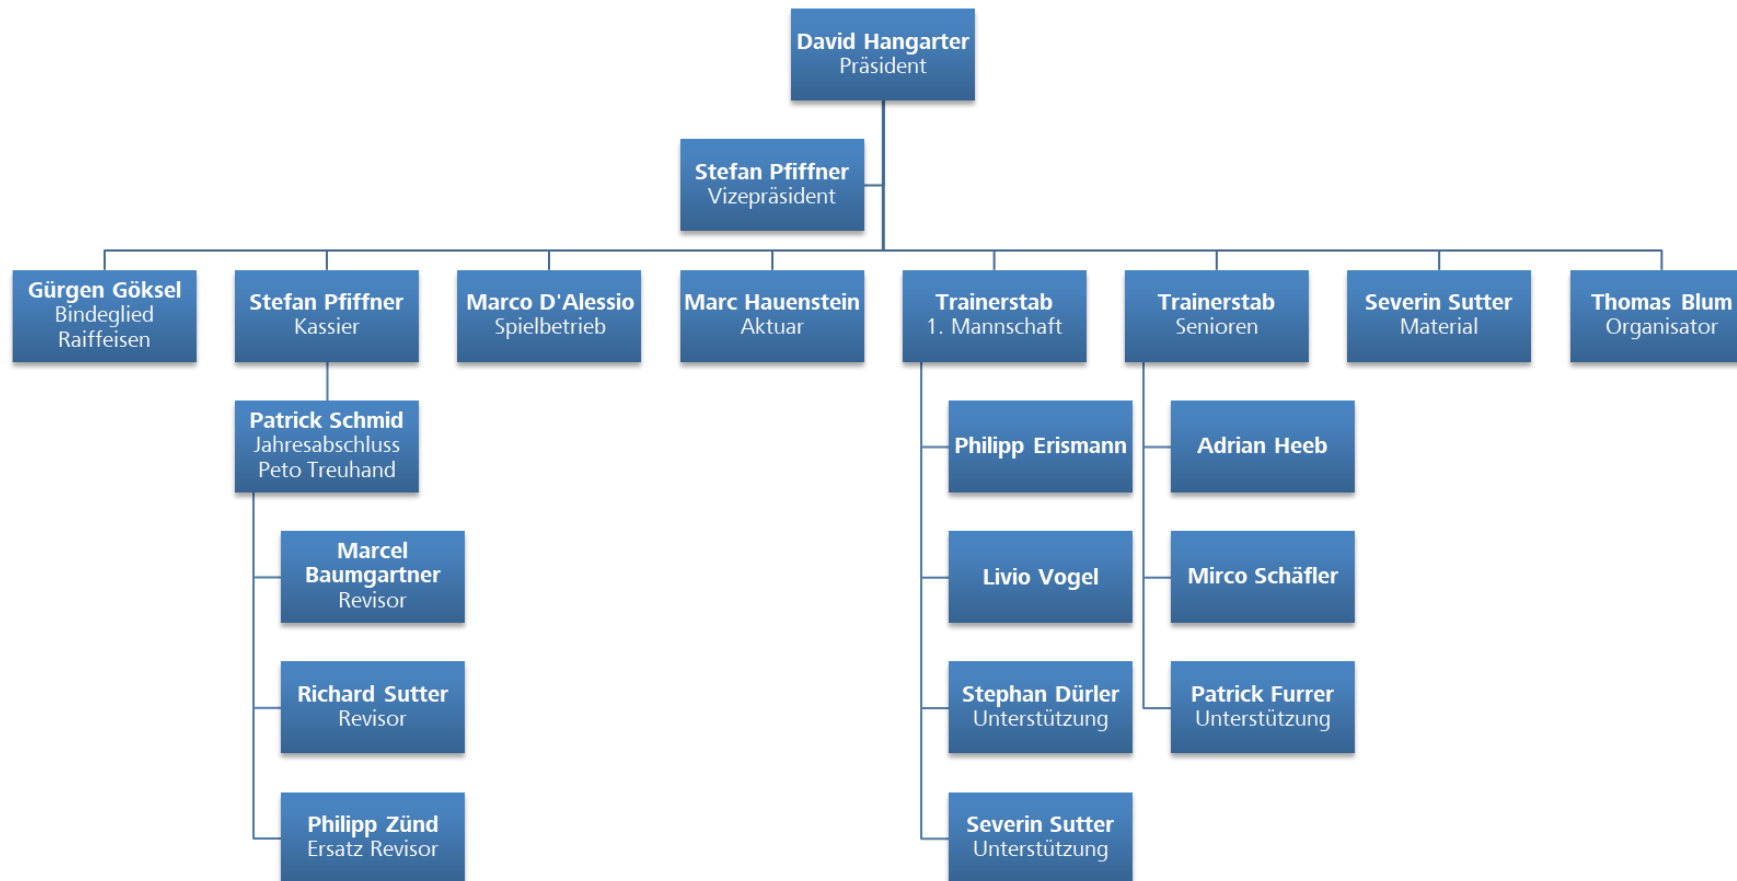 David Hangarter
Präsident
Stefan Pfiffner
Vizepräsident
Gürgen Göksel
Bindeglied
Raiffeisen
Stefan Pfiffner
Kassier
Marco D'Alessio
Spielbetrieb
Marc Hauenstein
Aktuar
Trainerstab
1. Mannschaft
Trainerstab
Senioren
Severin Sutter
Material
Thomas Blum
Organisator
Patrick Schmid
Jahresabschluss
Peto Treuhand
Marcel
Baumgartner
Revisor
Richard Sutter
Revisor
Philipp Zünd
Ersatz Revisor
Philipp Erismann
Livio Vogel
Stephan Dürler
Unterstützung
Severin Sutter
Unterstützung
Adrian Heeb
Mirco Schäfler
Patrick Furrer
Unterstützung